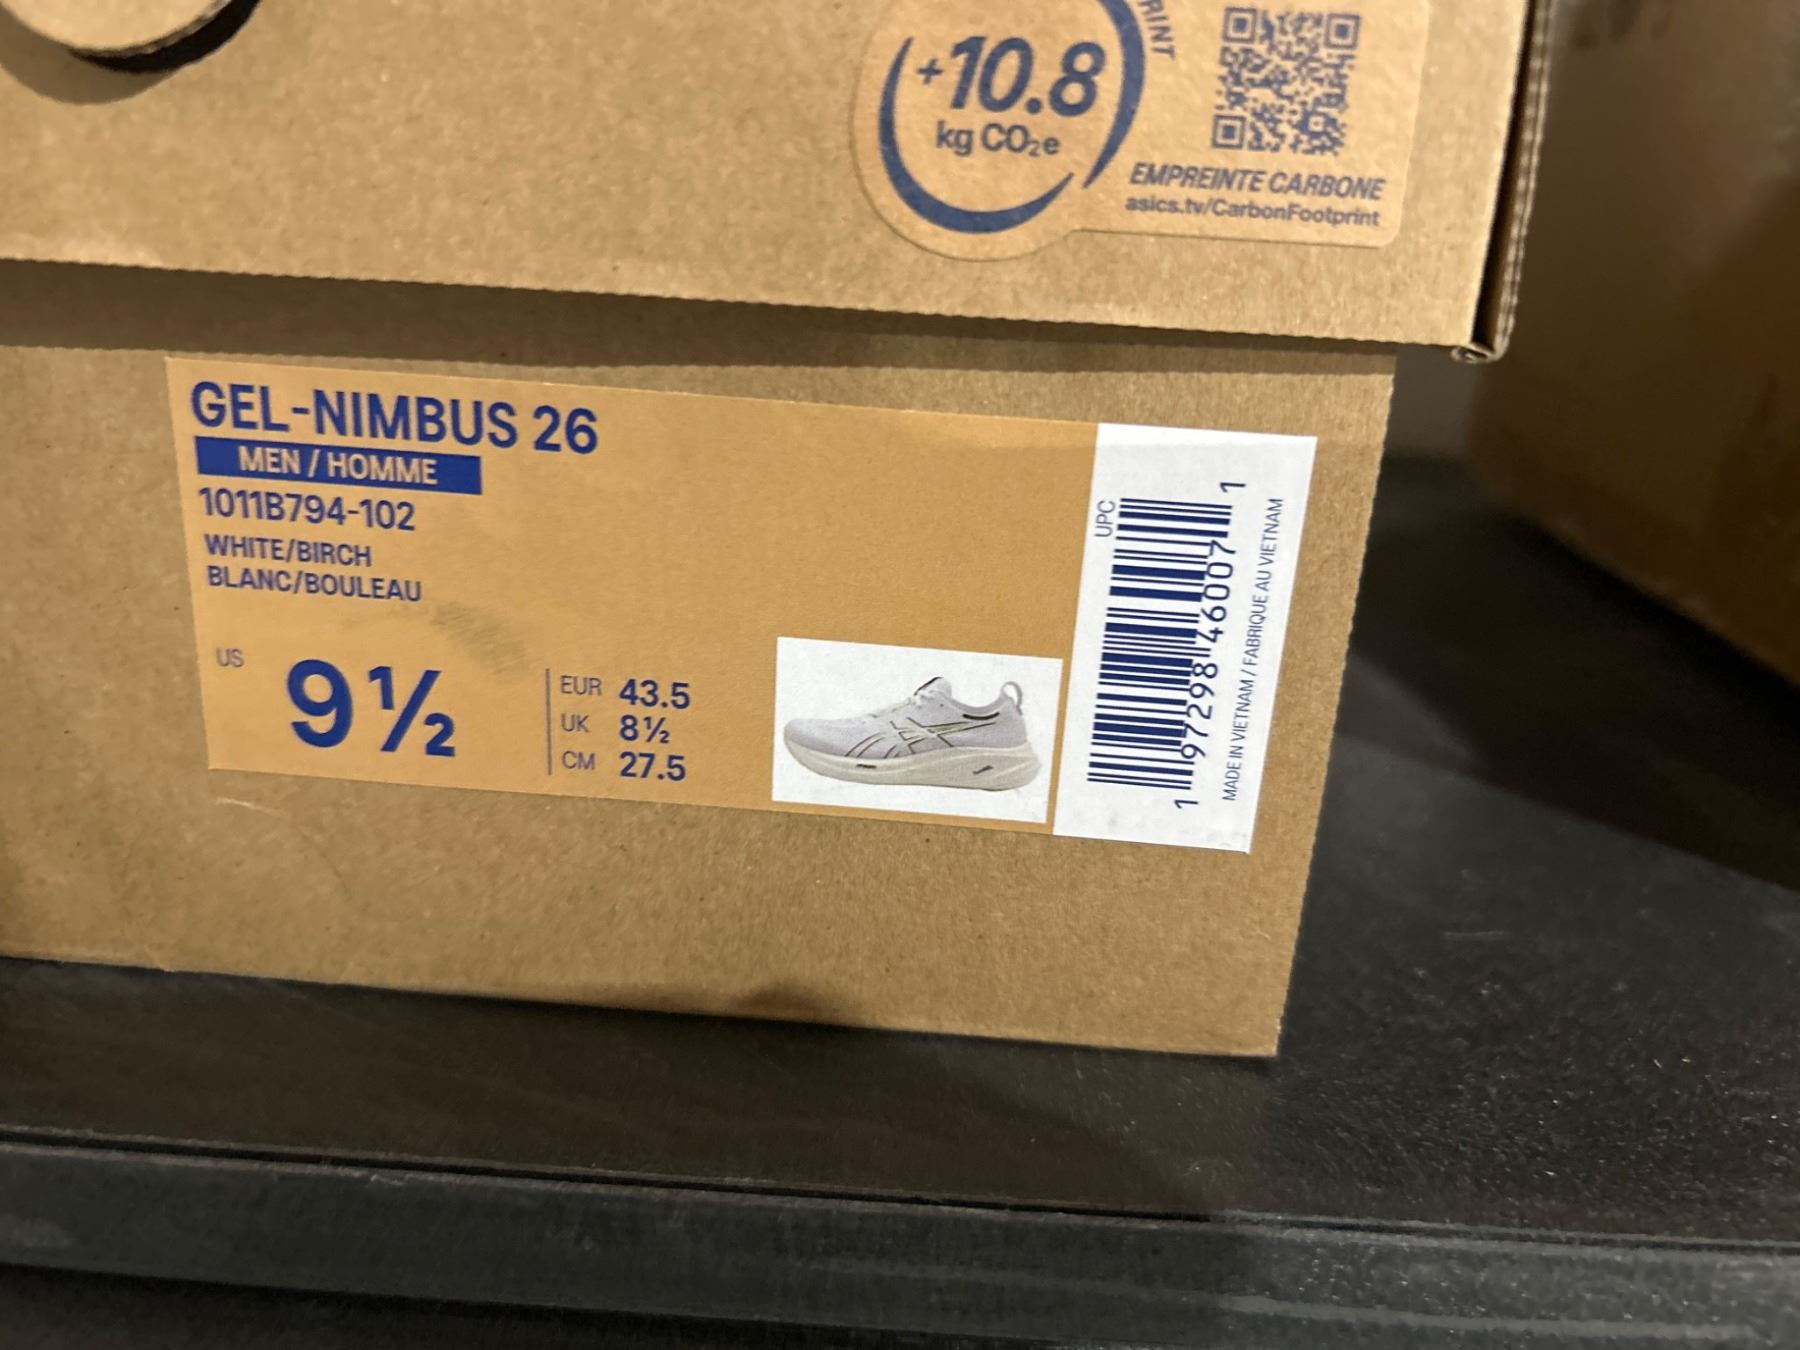 +10.8
kg CO₂e
EMPREINTE CARBONE
asics.tv/CarbonFootprint
GEL-NIMBUS 26
MEN / HOMME
1011B794-102
WHITE/BIRCH
BLANC/BOULEAU
US 9 ½
EUR 43.5
UK 8½
CM 27.5
UPC
1 97298 46007 1
MADE IN VIETNAM / FABRIQUE AU VIETNAM